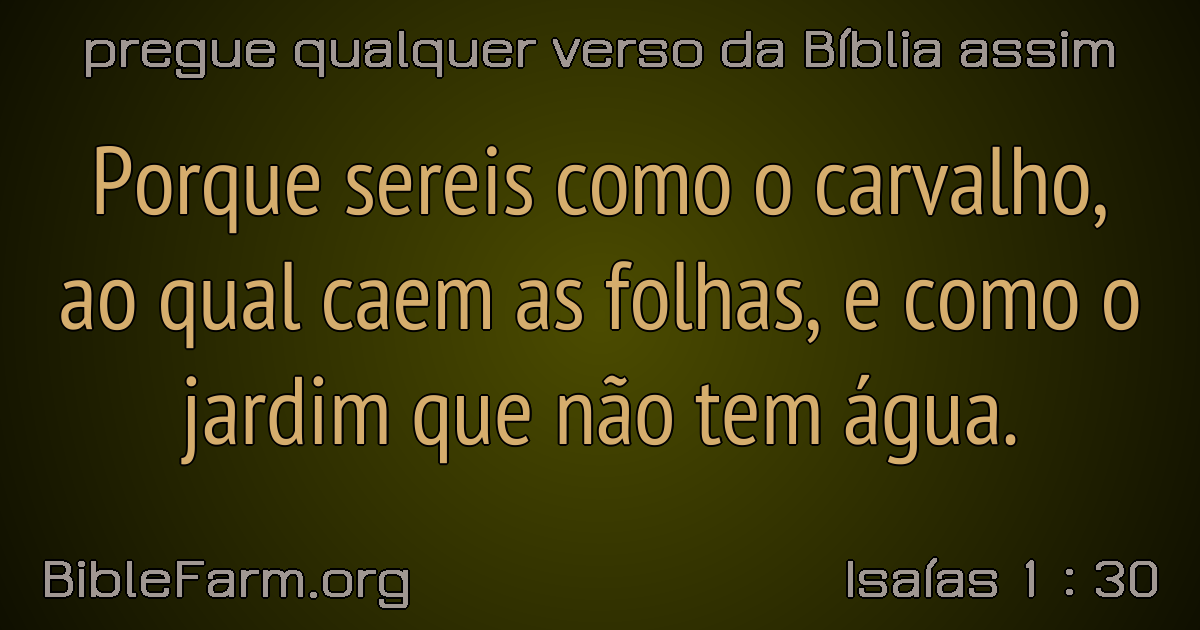 pregue qualquer verso da Bíblia assim
Porque sereis como o carvalho,
ao qual caem as folhas, e como o
jardim que não tem água.
BibleFarm.org
Isaías 1 : 30